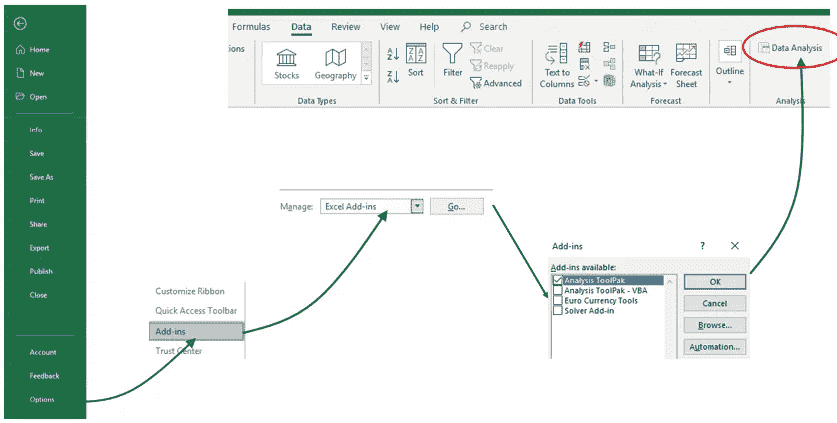 Home
New
Open
Info
Save
Save As
Print
Share
Export
Publish
Close
Account
Feedback
Options
Formulas Data Review View Help Search
ions
Stocks Geography
Data Types
Sort
Filter
Clear
Reapply
Advanced
Sort & Filter
Text to
Columns
Data Tools
What-If
Analysis
Forecast
Sheet
Forecast
Outline
Data Analysis
Analysis
Manage: Excel Add-ins Go...
Customize Ribbon
Quick Access Toolbar
Add-ins
Trust Center
Add-ins ?
Add-ins available:
Analysis ToolPak
Analysis ToolPak - VBA
Euro Currency Tools
Solver Add-in
OK
Cancel
Browse...
Automation...